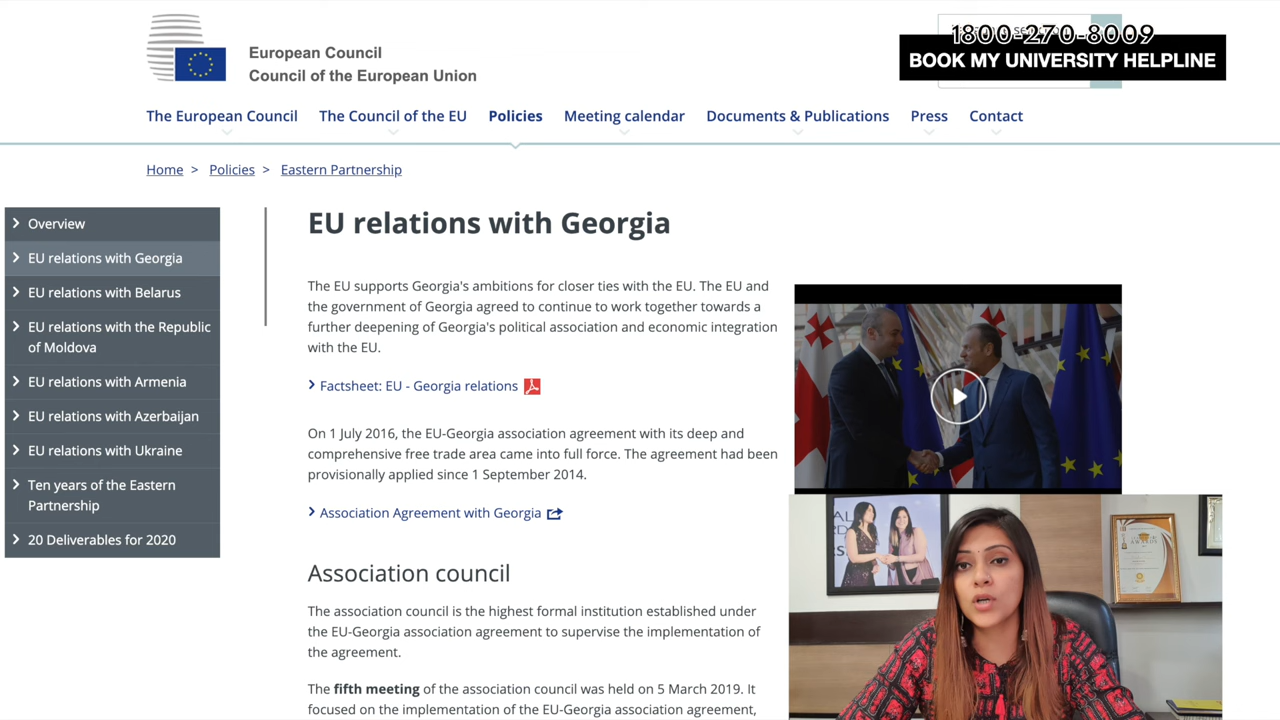 1800-270-8009
BOOK MY UNIVERSITY HELPLINE
European Council
Council of the European Union
The European Council
The Council of the EU
Policies
Meeting calendar
Documents & Publications
Press
Contact
Home > Policies > Eastern Partnership
Overview
EU relations with Georgia
EU relations with Belarus
EU relations with the Republic
of Moldova
EU relations with Armenia
EU relations with Azerbaijan
EU relations with Ukraine
Ten years of the Eastern
Partnership
20 Deliverables for 2020
EU relations with Georgia
The EU supports Georgia's ambitions for closer ties with the EU. The EU and
the government of Georgia agreed to continue to work together towards a
further deepening of Georgia's political association and economic integration
with the EU.
Factsheet: EU - Georgia relations
On 1 July 2016, the EU-Georgia association agreement with its deep and
comprehensive free trade area came into full force. The agreement had been
provisionally applied since 1 September 2014.
Association Agreement with Georgia
Association council
The association council is the highest formal institution established under
the EU-Georgia association agreement to supervise the implementation of
the agreement.
The fifth meeting of the association council was held on 5 March 2019. It
focused on the implementation of the EU-Georgia association agreement,